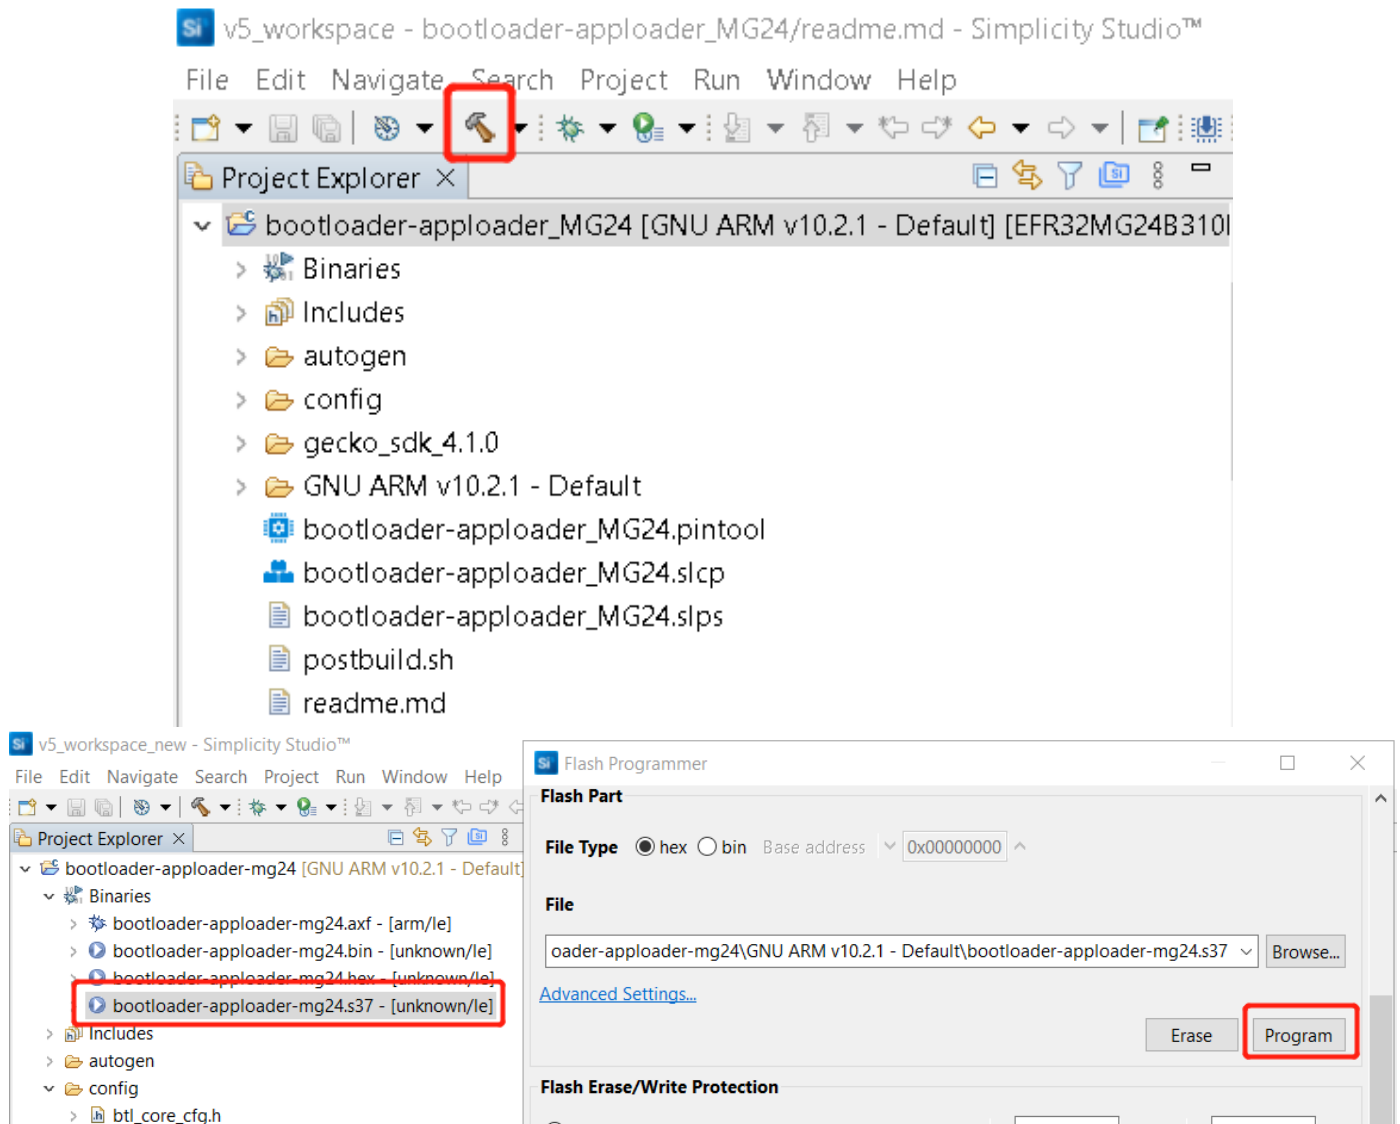 Si v5_workspace - bootloader-apploader_MG24/readme.md - Simplicity Studio™
File Edit Navigate Search Project Run Window Help
Project Explorer
bootloader-apploader_MG24 [GNU ARM v10.2.1 - Default] [EFR32MG24B310
Binaries
Includes
autogen
config
gecko_sdk_4.1.0
GNU ARM v10.2.1 - Default
bootloader-apploader_MG24.pintool
bootloader-apploader_MG24.slcp
bootloader-apploader_MG24.slps
postbuild.sh
readme.md
Si v5_workspace_new - Simplicity Studio™
File Edit Navigate Search Project Run Window Help
Project Explorer
bootloader-apploader-mg24 [GNU ARM v10.2.1 - Default]
Binaries
bootloader-apploader-mg24.axf - [arm/le]
bootloader-apploader-mg24.bin - [unknown/le]
bootloader-apploader-mg24.hex - [unknown/le]
bootloader-apploader-mg24.s37 - [unknown/le]
Includes
autogen
config
btl_core_cfg.h
Si Flash Programmer
Flash Part
File Type hex bin Base address 0x00000000
File
oader-apploader-mg24\GNU ARM v10.2.1 - Default\bootloader-apploader-mg24.s37 Browse...
Advanced Settings...
Erase Program
Flash Erase/Write Protection